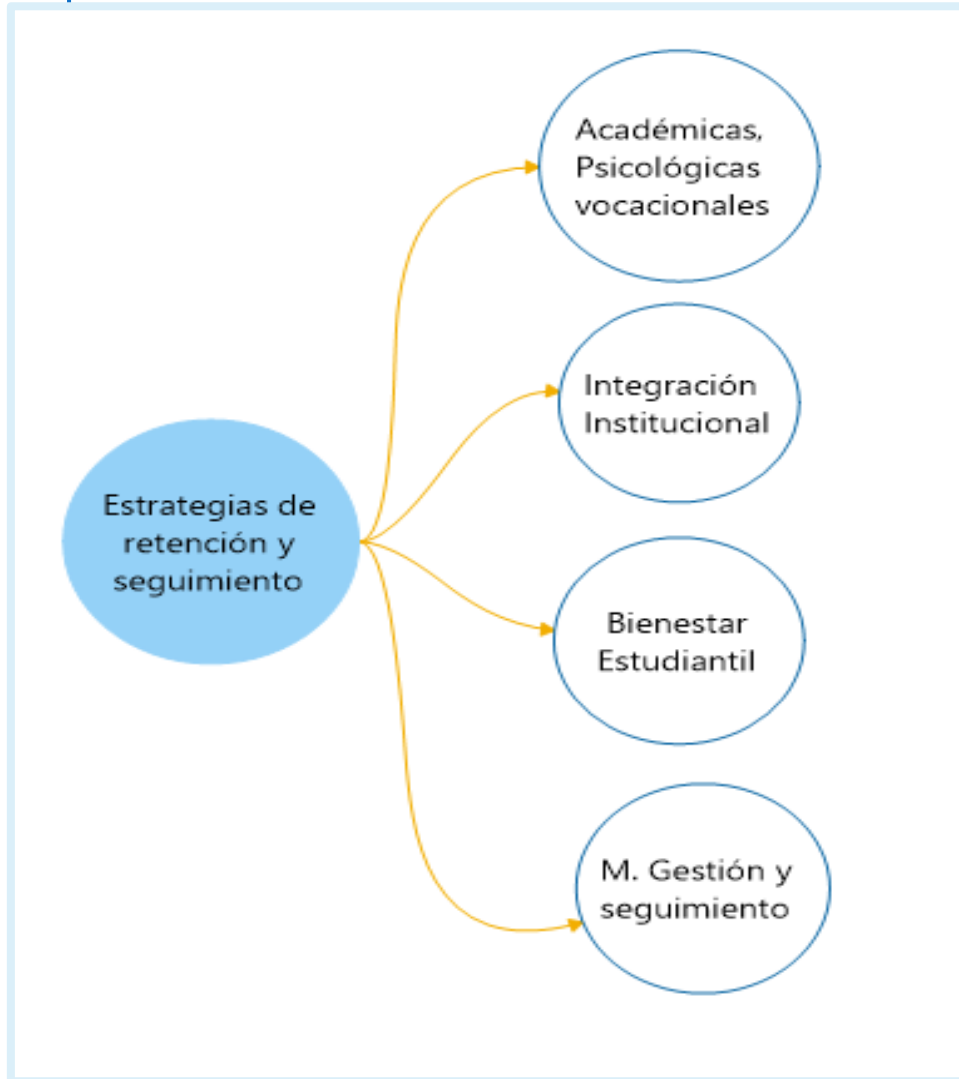 Académicas,
Psicológicas
vocacionales
Integración
Institucional
Estrategias de
retención y
seguimiento
Bienestar
Estudiantil
M. Gestión y
seguimiento